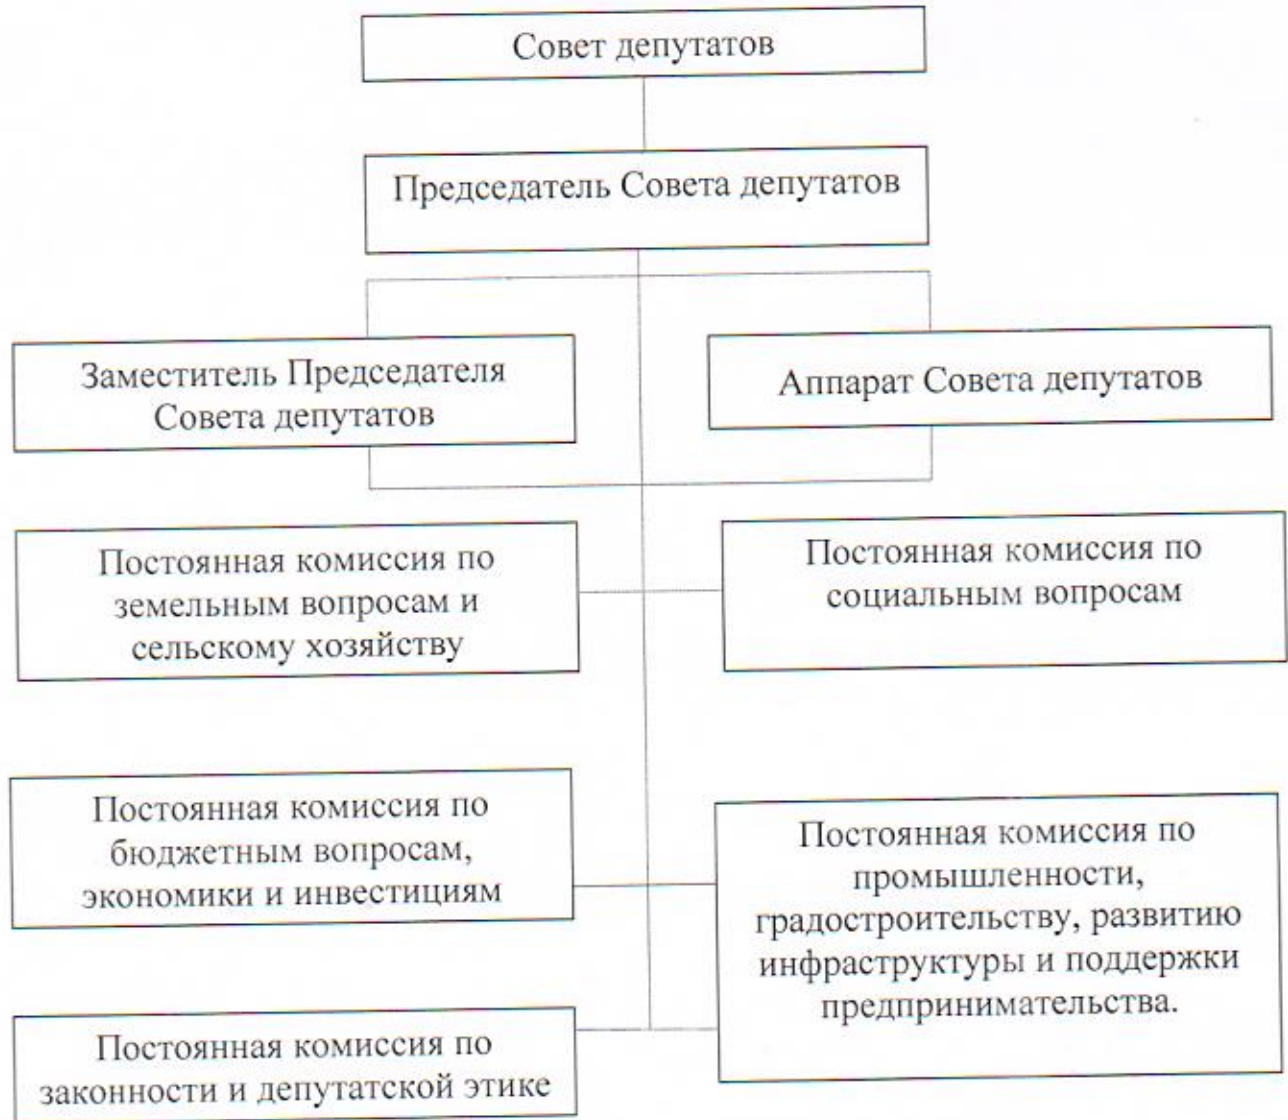 Совет депутатов
Председатель Совета депутатов
Заместитель Председателя
Совета депутатов
Аппарат Совета депутатов
Постоянная комиссия по
земельным вопросам и
сельскому хозяйству
Постоянная комиссия по
социальным вопросам
Постоянная комиссия по
бюджетным вопросам,
экономики и инвестициям
Постоянная комиссия по
промышленности,
градостроительству, развитию
инфраструктуры и поддержки
предпринимательства.
Постоянная комиссия по
законности и депутатской этике